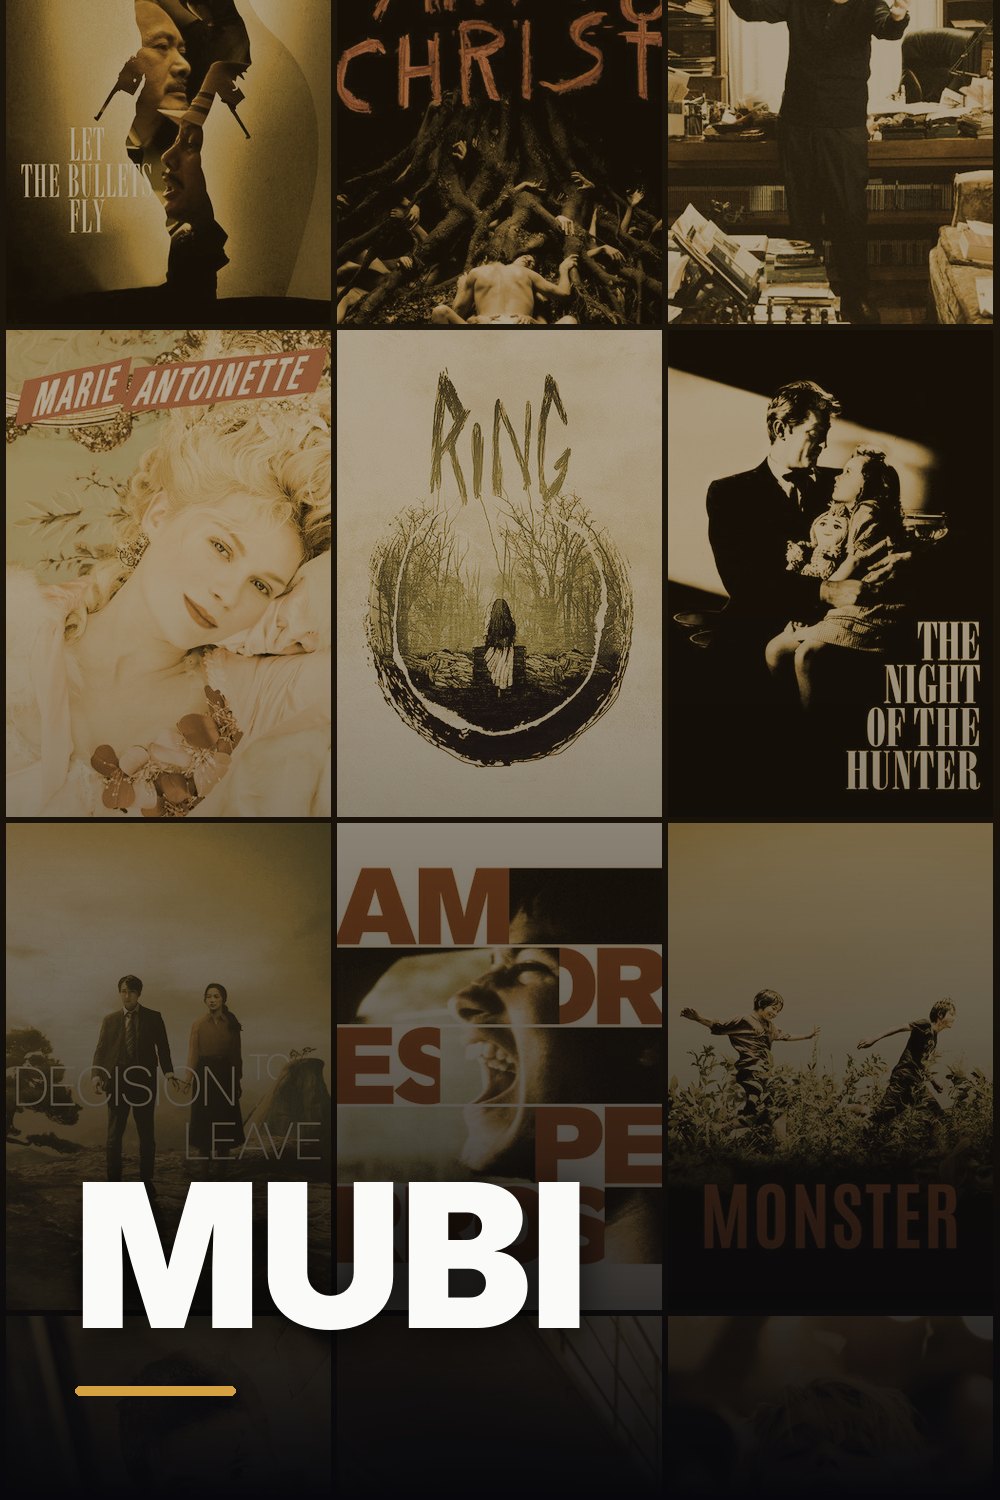 CHRIST
LET
THE BULLETS
FLY
MARIE ANTOINETTE
RING
THE
NIGHT
OF THE
HUNTER
DECISION TO
LEAVE
AM
OR
ES
PE
MONSTER
MUBI